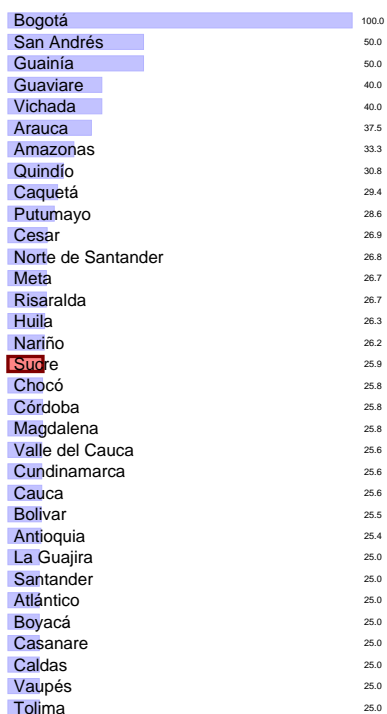 Bogotá 100.0
San Andrés 50.0
Guainía 50.0
Guaviare 40.0
Vichada 40.0
Arauca 37.5
Amazonas 33.3
Quindío 30.8
Caquetá 29.4
Putumayo 28.6
Cesar 26.9
Norte de Santander 26.8
Meta 26.7
Risaralda 26.7
Huila 26.3
Nariño 26.2
Sucre 25.9
Chocó 25.8
Córdoba 25.8
Magdalena 25.8
Valle del Cauca 25.6
Cundinamarca 25.6
Cauca 25.6
Bolivar 25.5
Antioquia 25.4
La Guajira 25.0
Santander 25.0
Atlántico 25.0
Boyacá 25.0
Casanare 25.0
Caldas 25.0
Vaupés 25.0
Tolima 25.0